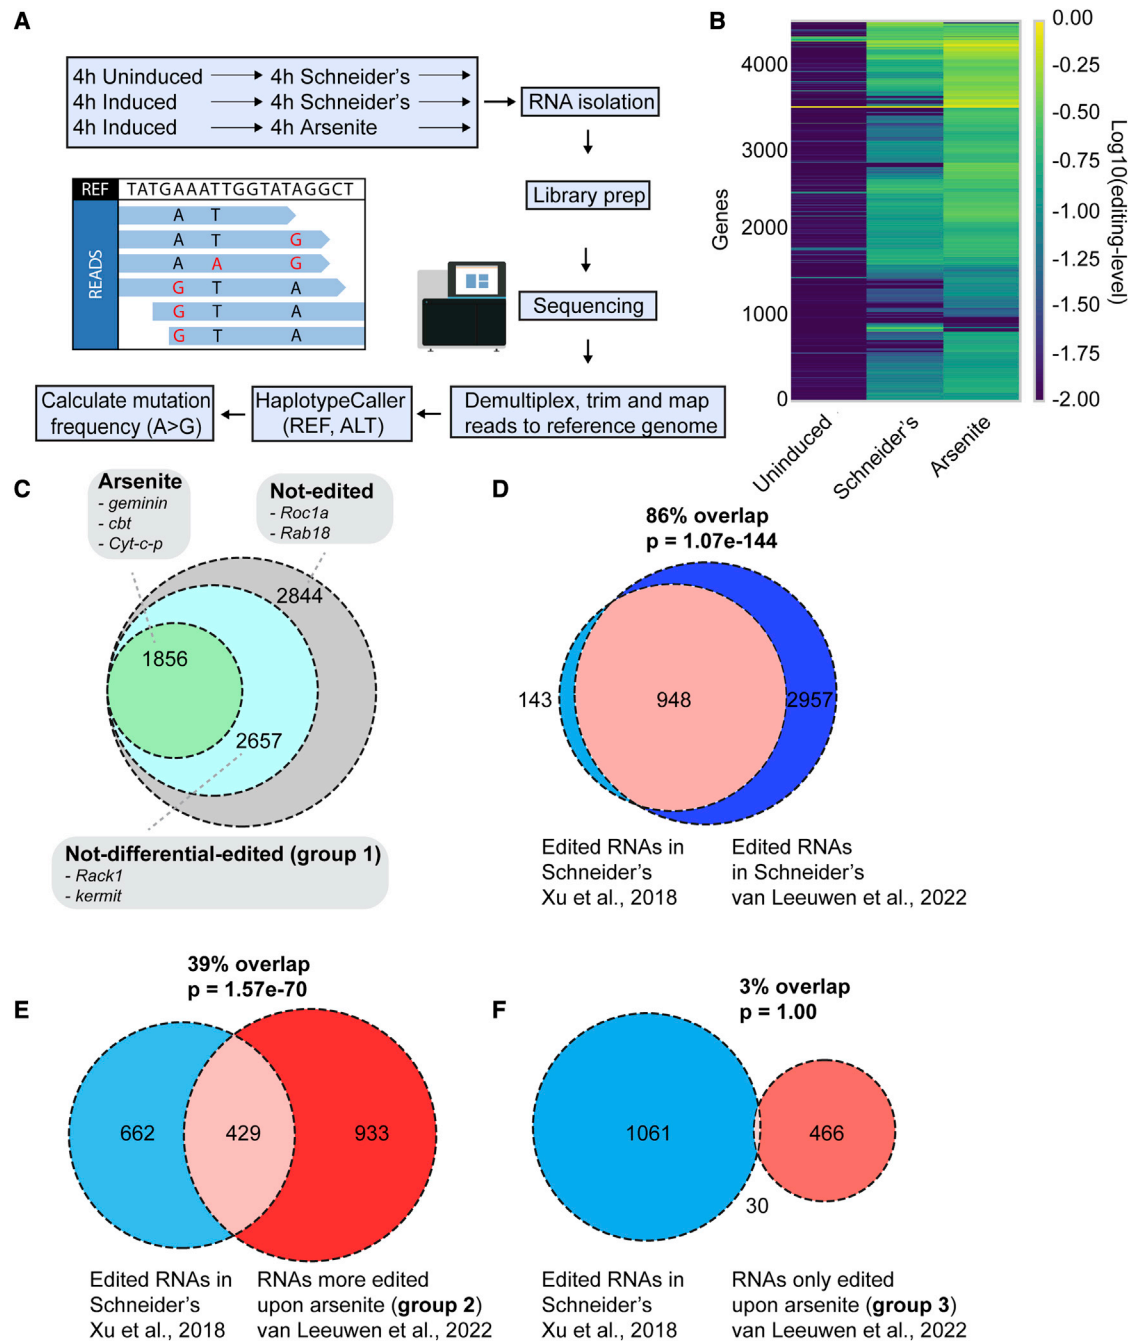 A
4h Uninduced 4h Schneider's
4h Induced 4h Schneider's
4h Induced 4h Arsenite
RNA isolation
Library prep
Sequencing
REF TATGAAATTGGTATAGGCT
READS
A T
A T G
A A G
G T A
G T A
G T A
Calculate mutation
frequency (A>G)
HaplotypeCaller
(REF, ALT)
Demultiplex, trim and map
reads to reference genome
B
Genes
4000
3000
2000
1000
0
Uninduced
Schneider's
Arsenite
0.00
-0.25
-0.50
-0.75
-1.00
-1.25
-1.50
-1.75
-2.00
Log10(editing-level)
C
Arsenite
- geminin
- cbt
- Cyt-c-p
Not-edited
- Roc1a
- Rab18
2844
1856
2657
Not-differential-edited (group 1)
- Rack1
- kermit
D
86% overlap
p = 1.07e-144
143
948
2957
Edited RNAs in
Schneider's
Xu et al., 2018
Edited RNAs
in Schneider's
van Leeuwen et al., 2022
E
39% overlap
p = 1.57e-70
662
429
933
Edited RNAs in
Schneider's
Xu et al., 2018
RNAs more edited
upon arsenite (group 2)
van Leeuwen et al., 2022
F
3% overlap
p = 1.00
1061
466
30
Edited RNAs in
Schneider's
Xu et al., 2018
RNAs only edited
upon arsenite (group 3)
van Leeuwen et al., 2022